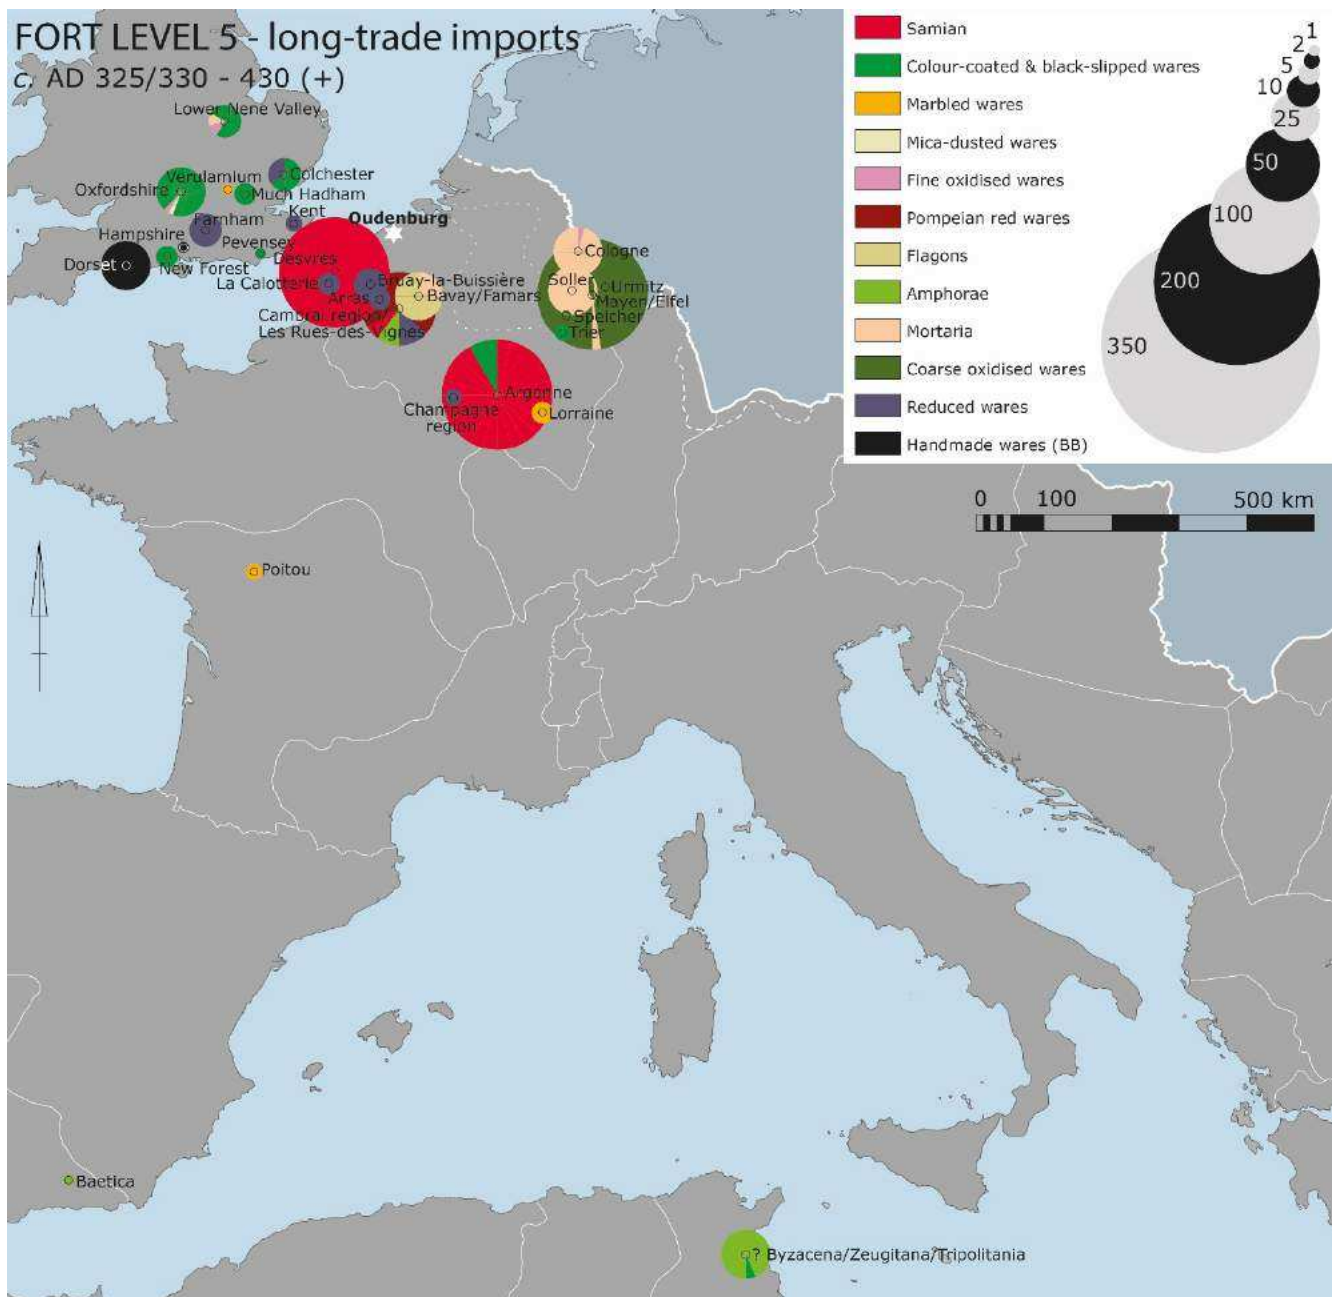 FORT LEVEL 5 - long-trade imports
c. AD 325/330 - 430 (+)
Lower Nene Valley
Verulamium
Colchester
Oxfordshire
Much Hadham
Kent
Farnham
Oudenburg
Hampshire
Pevensey
Dorset
New Forest
Desvres
La Calotterie
Bruay-la-Buissière
Arras
Bavay/Famars
Cambrai region/
Les Rues-des-Vignes
Cologne
Soller
Urmitz
Mayen/Eifel
Speicher
Trier
Argonne
Champagne
region
Lorraine
Poitou
Baetica
? Byzacena/Zeugitana/Tripolitania
Samian
Colour-coated & black-slipped wares
Marbled wares
Mica-dusted wares
Fine oxidised wares
Pompeian red wares
Flagons
Amphorae
Mortaria
Coarse oxidised wares
Reduced wares
Handmade wares (BB)
1
2
5
10
25
50
100
200
350
0 100 500 km